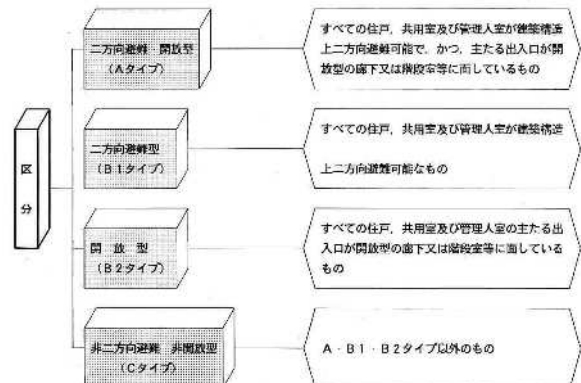 区
分
二方向避難 開放型
(Aタイプ)
すべての住戸,共用室及び管理人室が建築構造
上二方向避難可能で,かつ,主たる出入口が開
放型の廊下又は階段室等に面しているもの
二方向避難型
(B1タイプ)
すべての住戸,共用室及び管理人室が建築構造
上二方向避難可能なもの
開 放 型
(B2タイプ)
すべての住戸,共用室及び管理人室の主たる出
入口が開放型の廊下又は階段室等に面している
もの
非二方向避難 非開放型
(Cタイプ)
A・B1・B2タイプ以外のもの